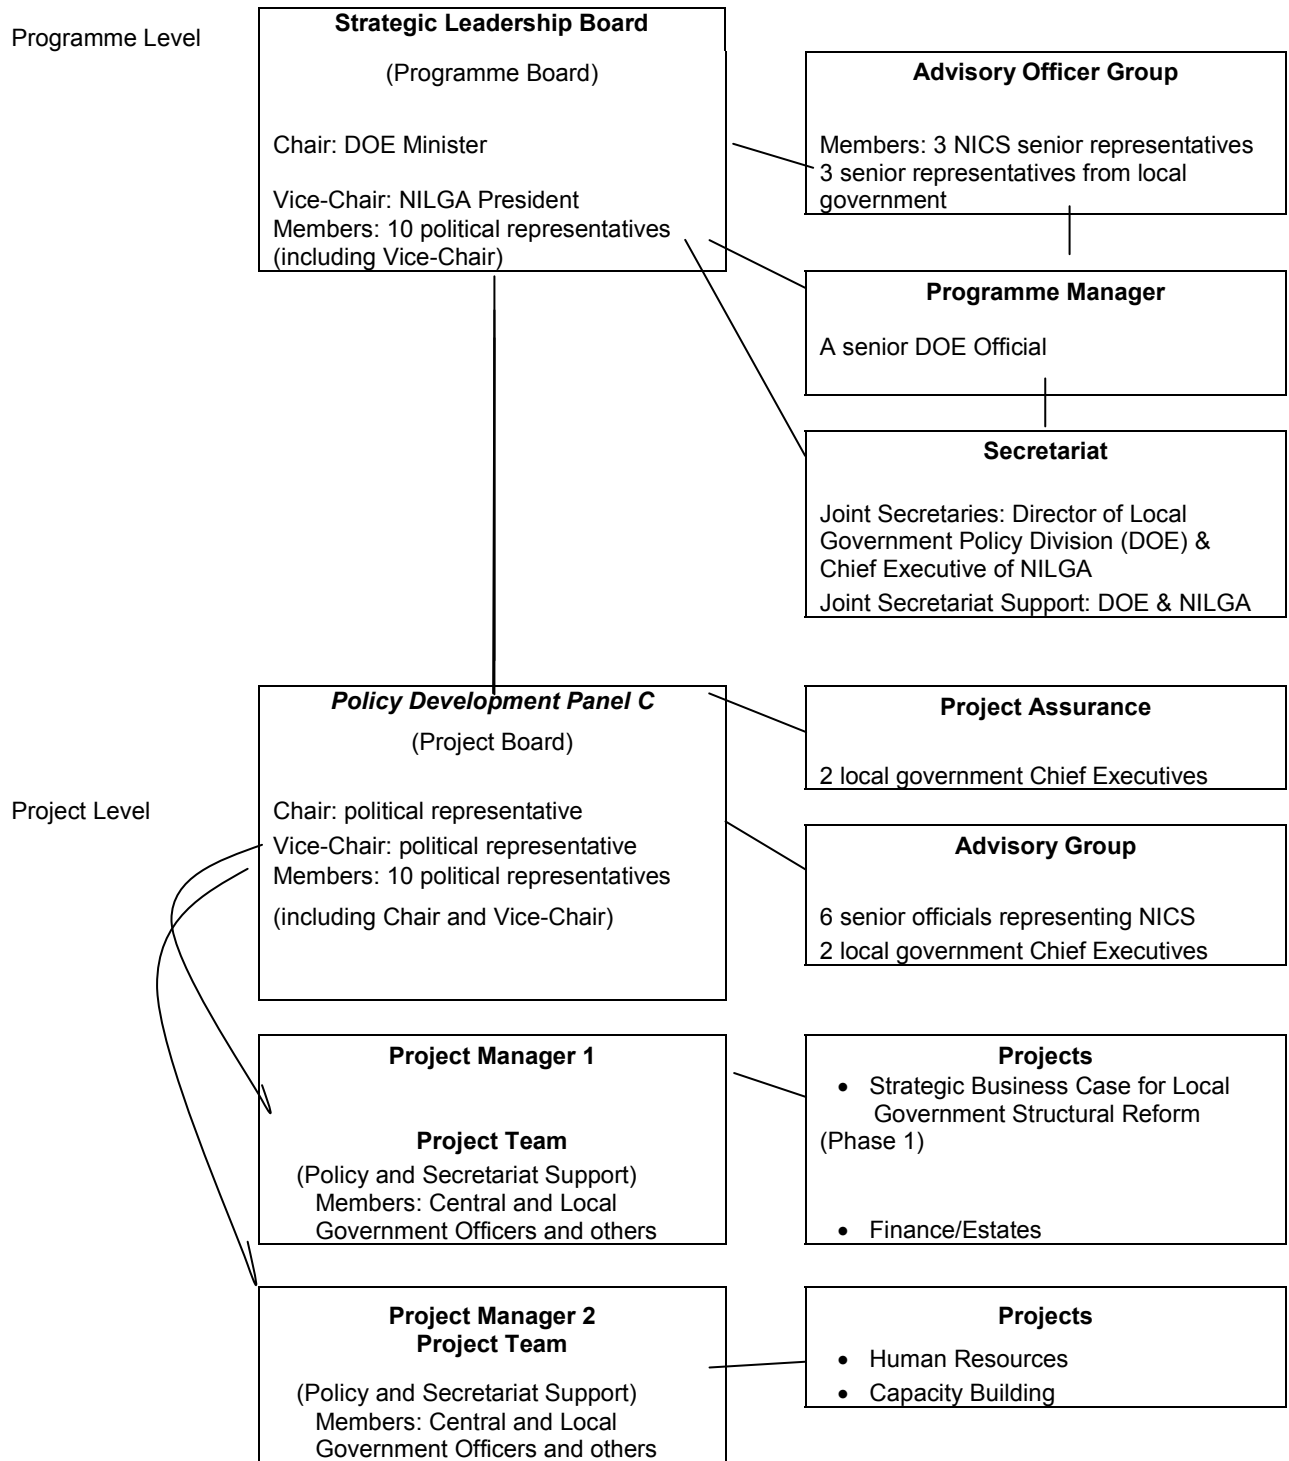 Programme Level
Strategic Leadership Board
(Programme Board)
Chair: DOE Minister
Vice-Chair: NILGA President
Members: 10 political representatives
(including Vice-Chair)
Advisory Officer Group
Members: 3 NICS senior representatives
3 senior representatives from local
government
Programme Manager
A senior DOE Official
Secretariat
Joint Secretaries: Director of Local
Government Policy Division (DOE) &
Chief Executive of NILGA
Joint Secretariat Support: DOE & NILGA
Project Level
Policy Development Panel C
(Project Board)
Chair: political representative
Vice-Chair: political representative
Members: 10 political representatives
(including Chair and Vice-Chair)
Project Assurance
2 local government Chief Executives
Advisory Group
6 senior officials representing NICS
2 local government Chief Executives
Project Manager 1
Project Team
(Policy and Secretariat Support)
Members: Central and Local
Government Officers and others
Projects
• Strategic Business Case for Local
Government Structural Reform
(Phase 1)
• Finance/Estates
Project Manager 2
Project Team
(Policy and Secretariat Support)
Members: Central and Local
Government Officers and others
Projects
• Human Resources
• Capacity Building